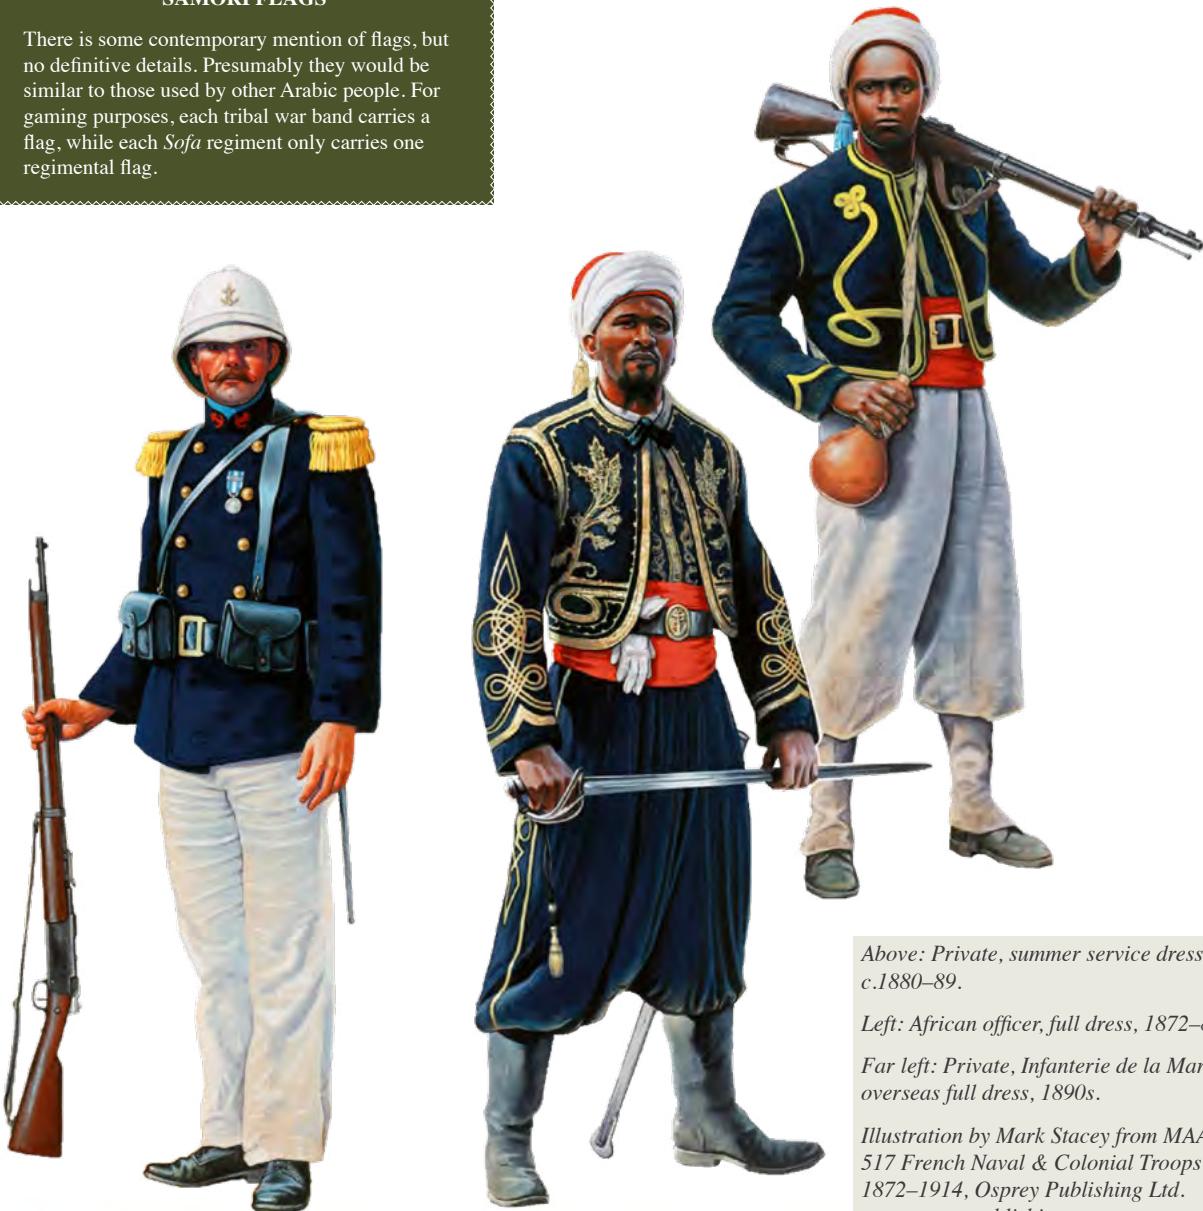 SAMORI FLAGS
There is some contemporary mention of flags, but
no definitive details. Presumably they would be
similar to those used by other Arabic people. For
gaming purposes, each tribal war band carries a
flag, while each Sofa regiment only carries one
regimental flag.
Above: Private, summer service dress
c.1880–89.
Left: African officer, full dress, 1872–
Far left: Private, Infanterie de la Mar
overseas full dress, 1890s.
Illustration by Mark Stacey from MAA
517 French Naval & Colonial Troops
1872–1914, Osprey Publishing Ltd.